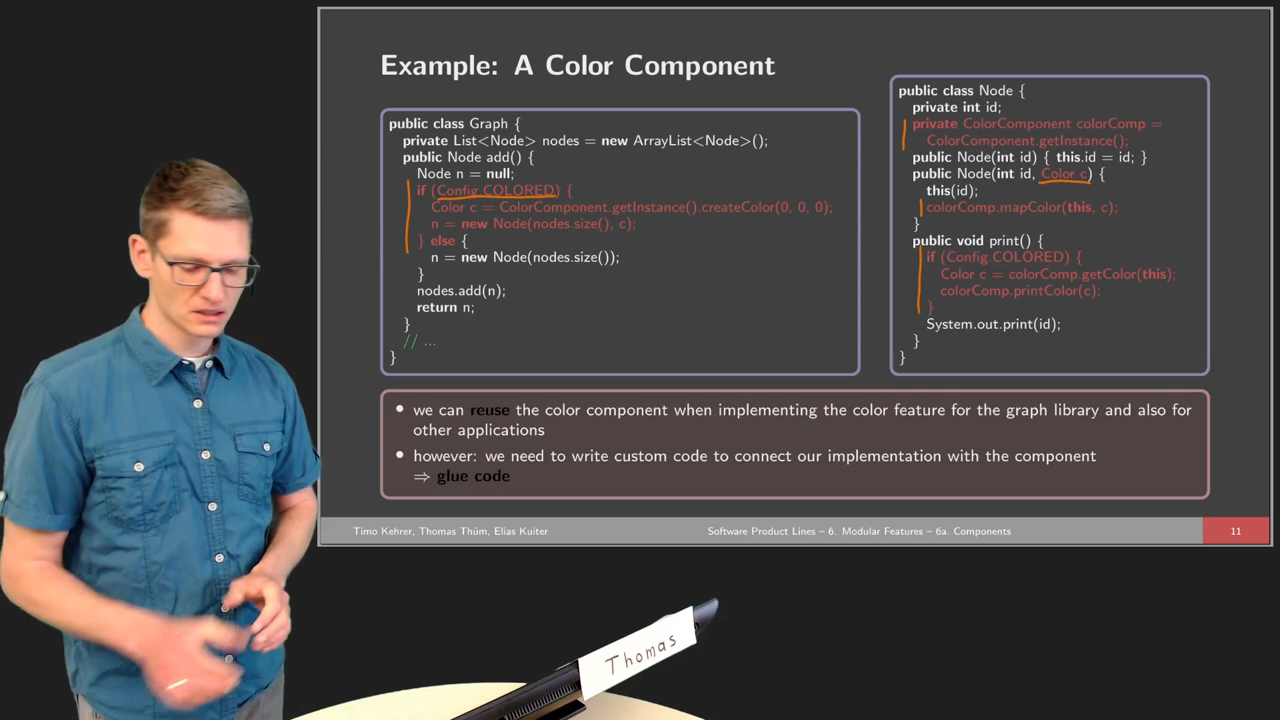 Example: A Color Component
public class Graph {
private List<Node> nodes = new ArrayList<Node>();
public Node add() {
Node n = null;
if (Config.COLORED) {
Color c = ColorComponent.getInstance().createColor(0, 0, 0);
n = new Node(nodes.size(), c);
} else {
n = new Node(nodes.size());
}
nodes.add(n);
return n;
}
// ...
}
public class Node {
private int id;
private ColorComponent colorComp =
ColorComponent.getInstance();
public Node(int id) { this.id = id; }
public Node(int id, Color c) {
this(id);
colorComp.mapColor(this, c);
}
public void print() {
if (Config.COLORED) {
Color c = colorComp.getColor(this);
colorComp.printColor(c);
}
System.out.print(id);
}
}
• we can reuse the color component when implementing the color feature for the graph library and also for
other applications
• however: we need to write custom code to connect our implementation with the component
⇒ glue code
Timo Kehrer, Thomas Thüm, Elias Kuiter
Software Product Lines – 6. Modular Features – 6a. Components
11
Thomas